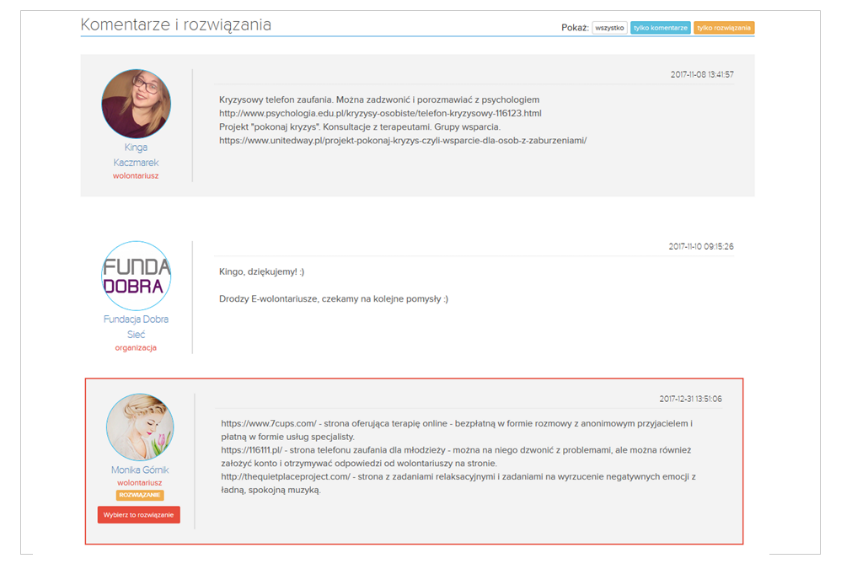 Komentarze i rozwiązania
Pokaż: wszystko tylko komentarze tylko rozwiązania
2017-11-08 13:41:57
Kryzysowy telefon zaufania. Można zadzwonić i porozmawiać z psychologiem
http://www.psychologia.edu.pl/kryzysy-osobiste/telefon-kryzysowy-116123.html
Projekt "pokonaj kryzys". Konsultacje z terapeutami. Grupy wsparcia.
https://www.unitedway.pl/projekt-pokonaj-kryzys-czyli-wsparcie-dla-osob-z-zaburzeniami/
Kinga
Kaczmarek
wolontariusz
2017-11-10 09:15:26
FUNDA
DOBRA
Kingo, dziękujemy! :)
Drodzy E-wolontariusze, czekamy na kolejne pomysły :)
Fundacja Dobra
Sieć
organizacja
2017-12-31 13:51:06
https://www.7cups.com/ - strona oferująca terapię online - bezpłatną w formie rozmowy z anonimowym przyjacielem i
płatną w formie usług specjalisty.
https://116111.pl/ - strona telefonu zaufania dla młodzieży - można na niego dzwonić z problemami, ale można również
założyć konto i otrzymywać odpowiedzi od wolontariuszy na stronie.
http://thequietplaceproject.com/ - strona z zadaniami relaksacyjnymi i zadaniami na wyrzucenie negatywnych emocji z
ładną, spokojną muzyką.
Monika Górnik
wolontariusz
ROZWIĄZANIE
Wybierz to rozwiązanie